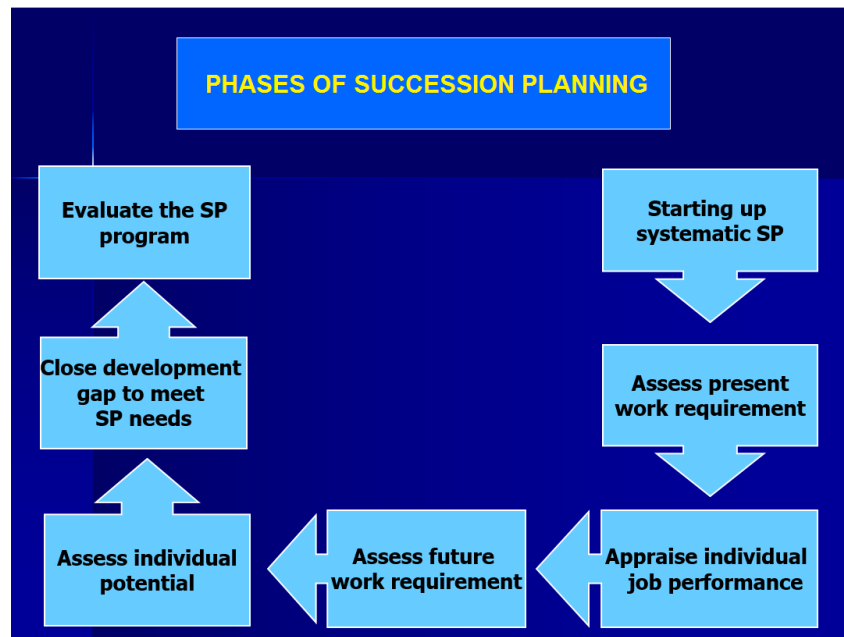 PHASES OF SUCCESSION PLANNING
Starting up
systematic SP
Assess present
work requirement
Appraise individual
job performance
Assess future
work requirement
Assess individual
potential
Close development
gap to meet
SP needs
Evaluate the SP
program